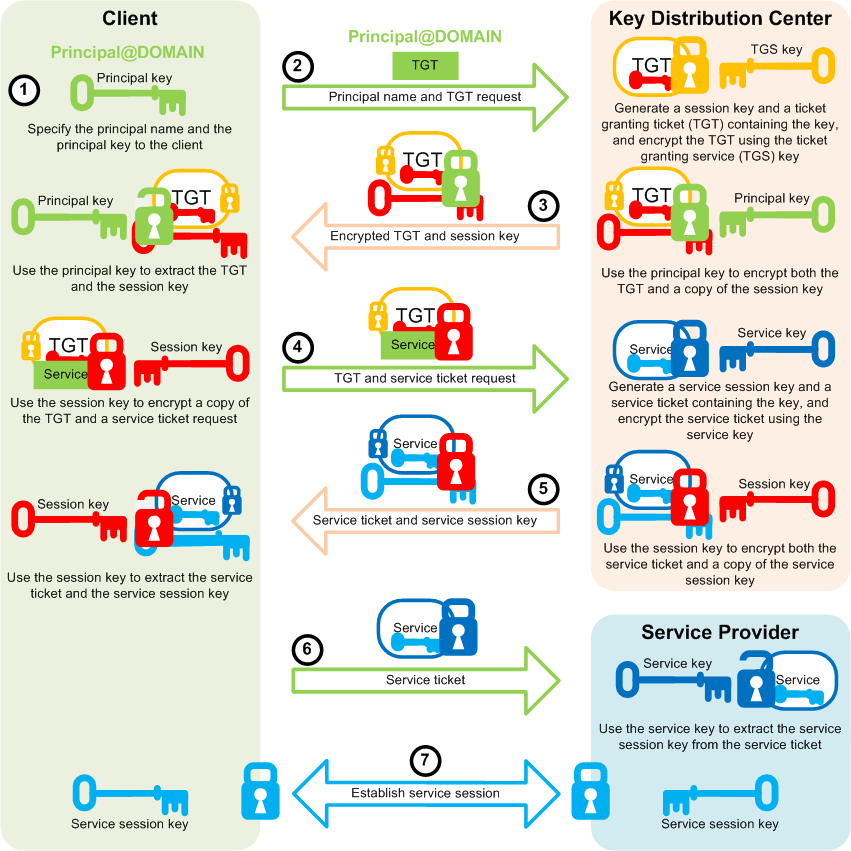 Client
Principal@DOMAIN
1
Principal key
Specify the principal name and the
principal key to the client
Principal@DOMAIN
2
TGT
Principal name and TGT request
Key Distribution Center
TGT
TGS key
Generate a session key and a ticket
granting ticket (TGT) containing the key,
and encrypt the TGT using the ticket
granting service (TGS) key
TGT
Principal key
Use the principal key to encrypt both the
TGT and a copy of the session key
TGT
3
Encrypted TGT and session key
Principal key
TGT
Use the principal key to extract the TGT
and the session key
TGT
Service
Session key
Use the session key to encrypt a copy of
the TGT and a service ticket request
4
TGT
Service
TGT and service ticket request
Service
Service key
Generate a service session key and a
service ticket containing the key, and
encrypt the service ticket using the
service key
Service
Session key
Use the session key to encrypt both the
service ticket and a copy of the service
session key
Service
5
Service ticket and service session key
Session key
Service
Use the session key to extract the service
ticket and the service session key
6
Service
Service ticket
Service Provider
Service key
Service
Use the service key to extract the service
session key from the service ticket
7
Establish service session
Service session key
Service session key